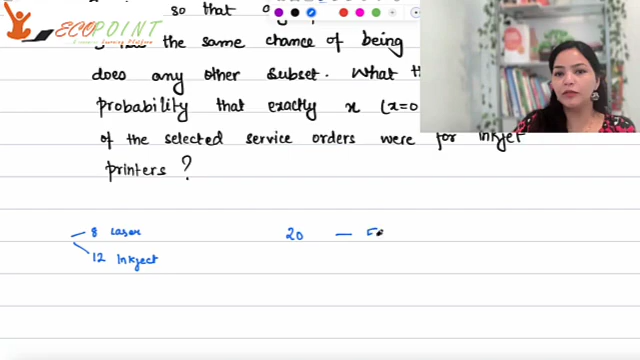 so that
ECOPOINT
the same chance of being
does any other subset. What th
probability that exactly x (x=0
of the selected service orders were for inkjet
printers ?
8 Laser
20 —
12 Inkject